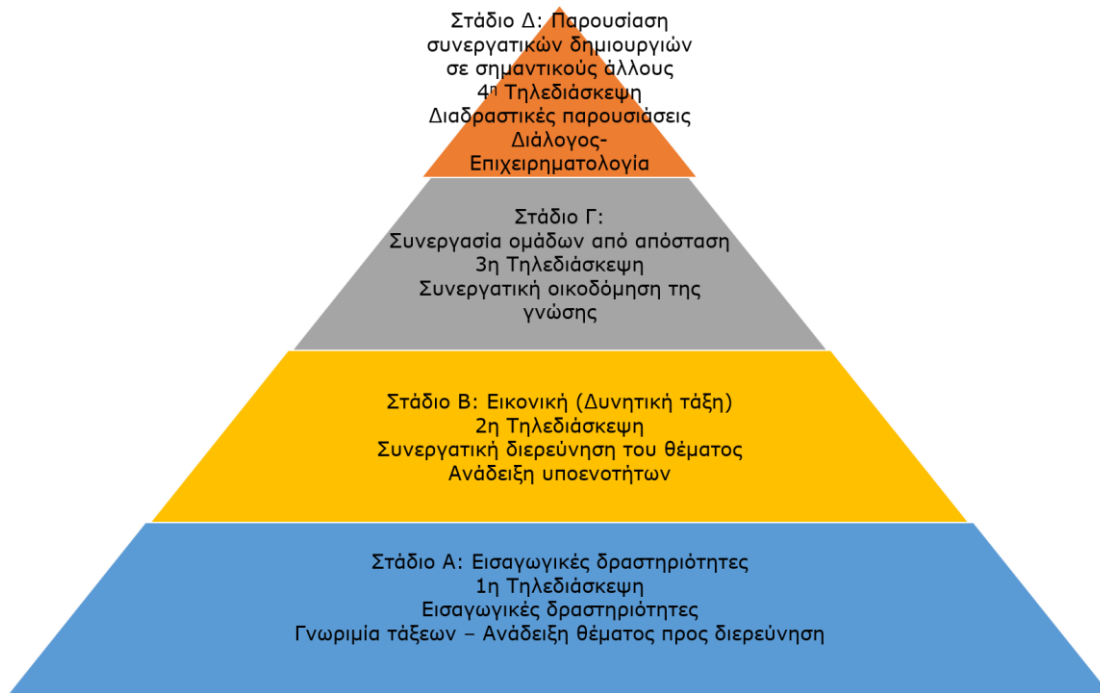 Στάδιο Δ: Παρουσίαση
συνεργατικών δημιουργιών
σε σημαντικούς άλλους
4η Τηλεδιάσκεψη
Διαδραστικές παρουσιάσεις
Διάλογος-
Επιχειρηματολογία
Στάδιο Γ:
Συνεργασία ομάδων από απόσταση
3η Τηλεδιάσκεψη
Συνεργατική οικοδόμηση της
γνώσης
Στάδιο Β: Εικονική (Δυνητική τάξη)
2η Τηλεδιάσκεψη
Συνεργατική διερεύνηση του θέματος
Ανάδειξη υποενοτήτων
Στάδιο Α: Εισαγωγικές δραστηριότητες
1η Τηλεδιάσκεψη
Εισαγωγικές δραστηριότητες
Γνωριμία τάξεων – Ανάδειξη θέματος προς διερεύνηση